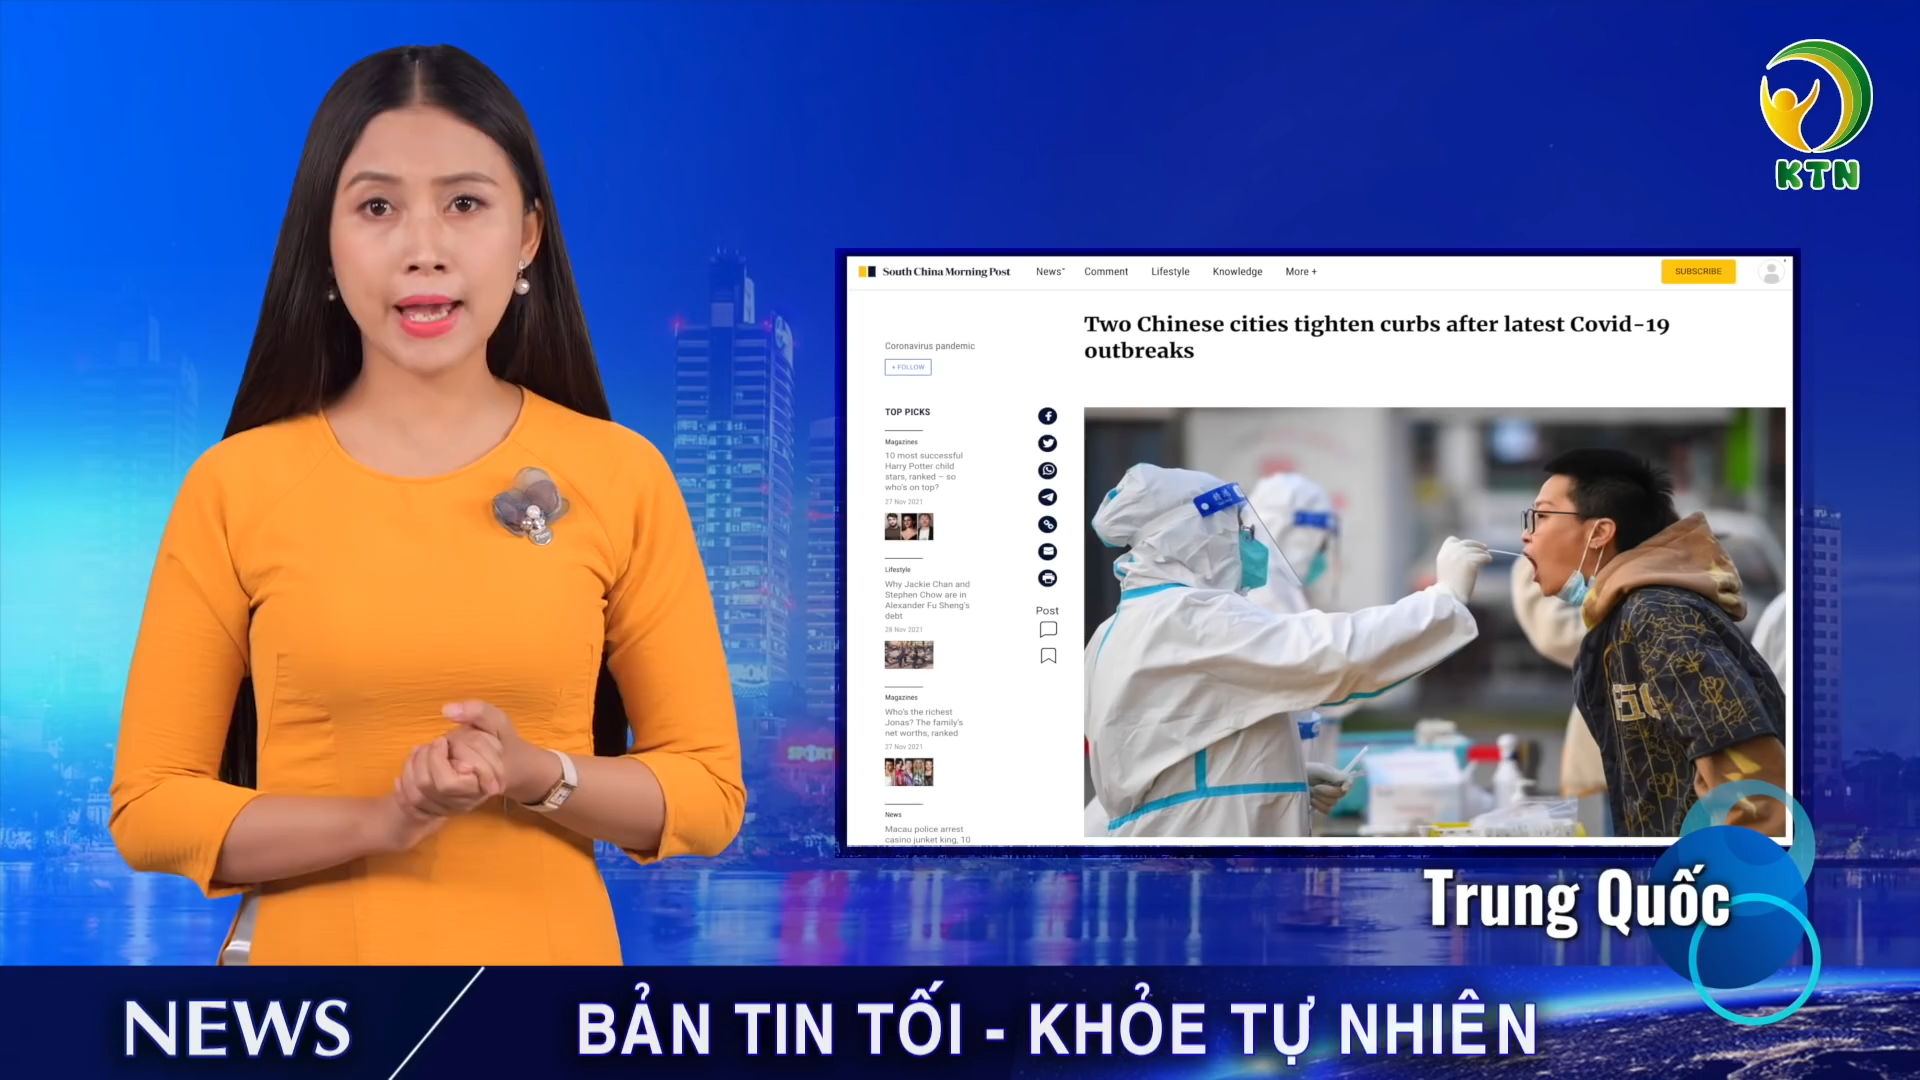 KTN
South China Morning Post
News
Comment
Lifestyle
Knowledge
More +
SUBSCRIBE
Two Chinese cities tighten curbs after latest Covid-19
outbreaks
Coronavirus pandemic
+ FOLLOW
TOP PICKS
Magazines
10 most successful
Harry Potter child
stars, ranked – so
who's on top?
27 Nov 2021
Lifestyle
Why Jackie Chan and
Stephen Chow are in
Alexander Fu Sheng's
debt
28 Nov 2021
Magazines
Who's the richest
Jonas? The family's
net worths, ranked
27 Nov 2021
News
Macau police arrest
casino junket king, 10
Post
Trung Quốc
NEWS
BẢN TIN TỐI - KHỎE TỰ NHIÊN